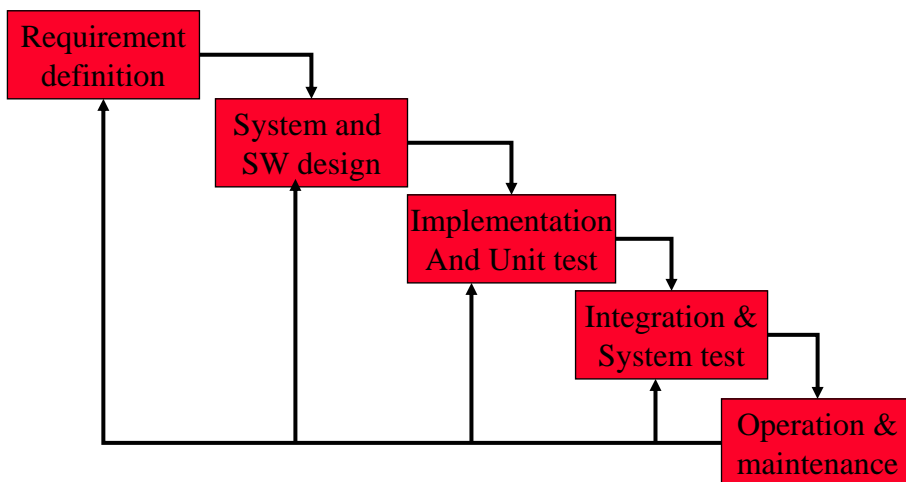 Requirement
definition
System and
SW design
Implementation
And Unit test
Integration &
System test
Operation &
maintenance